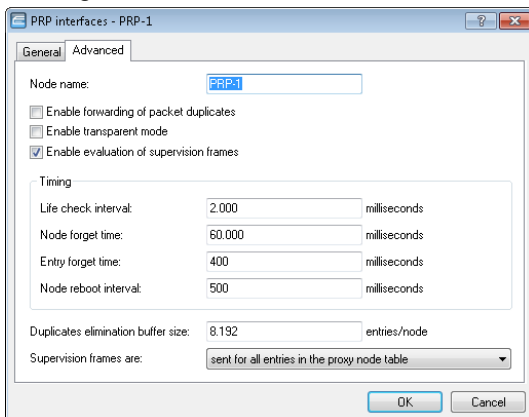 PRP interfaces - PRP-1
General Advanced
Node name: PRP-1
Enable forwarding of packet duplicates
Enable transparent mode
Enable evaluation of supervision frames
Timing
Life check interval: 2.000 milliseconds
Node forget time: 60.000 milliseconds
Entry forget time: 400 milliseconds
Node reboot interval: 500 milliseconds
Duplicates elimination buffer size: 8.192 entries/node
Supervision frames are: sent for all entries in the proxy node table
OK Cancel